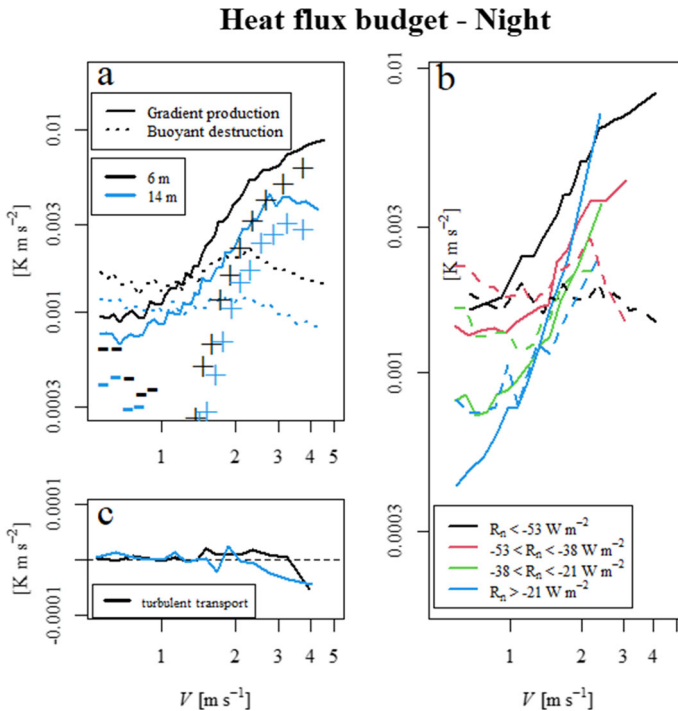 Heat flux budget - Night
a
Gradient production
Buoyant destruction
6 m
14 m
[K m s⁻²]
0.01
0.003
0.001
0.0003
1 2 3 4 5
b
[K m s⁻²]
0.01
0.003
0.001
0.0003
Rₙ < -53 W m⁻²
-53 < Rₙ < -38 W m⁻²
-38 < Rₙ < -21 W m⁻²
Rₙ > -21 W m⁻²
1 2 3 4
V [m s⁻¹]
c
turbulent transport
[K m s⁻²]
0.0001
-0.0001
1 2 3 4 5
V [m s⁻¹]